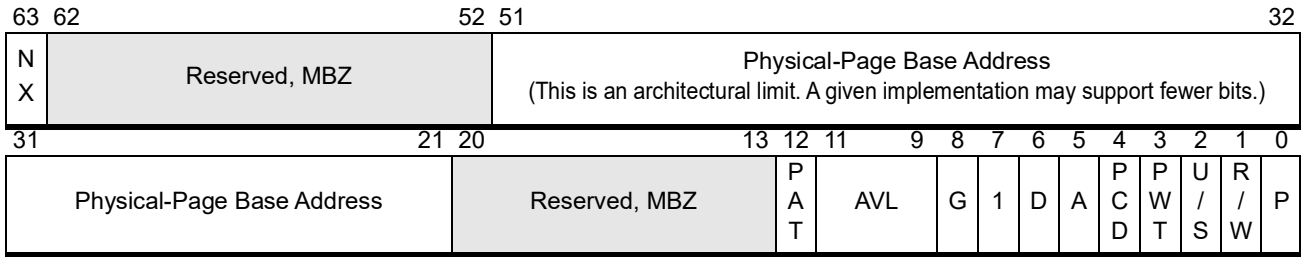 63 62 52 51 32
N
X
Reserved, MBZ
Physical-Page Base Address
(This is an architectural limit. A given implementation may support fewer bits.)
31 21 20 13 12 11 9 8 7 6 5 4 3 2 1 0
Physical-Page Base Address
Reserved, MBZ
P
A
T
AVL
G
1
D
A
P
C
D
P
W
T
U
/
S
R
/
W
P